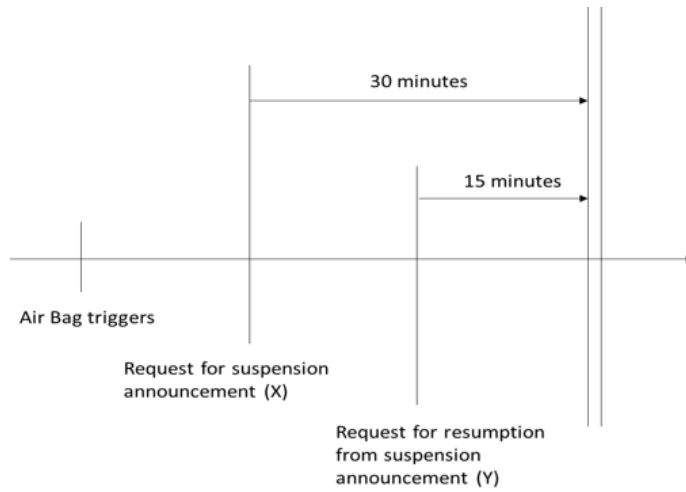 30 minutes
15 minutes
Air Bag triggers
Request for suspension
announcement (X)
Request for resumption
from suspension
announcement (Y)